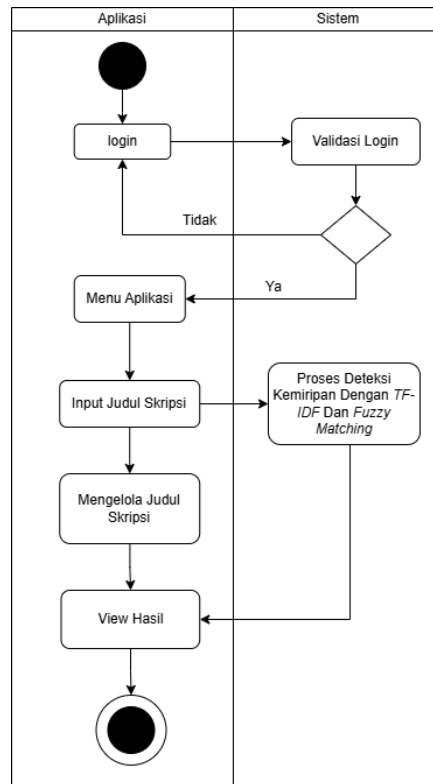 Aplikasi
Sistem
login
Validasi Login
Tidak
Ya
Menu Aplikasi
Input Judul Skripsi
Proses Deteksi
Kemiripan Dengan TF-
IDF Dan Fuzzy
Matching
Mengelola Judul
Skripsi
View Hasil